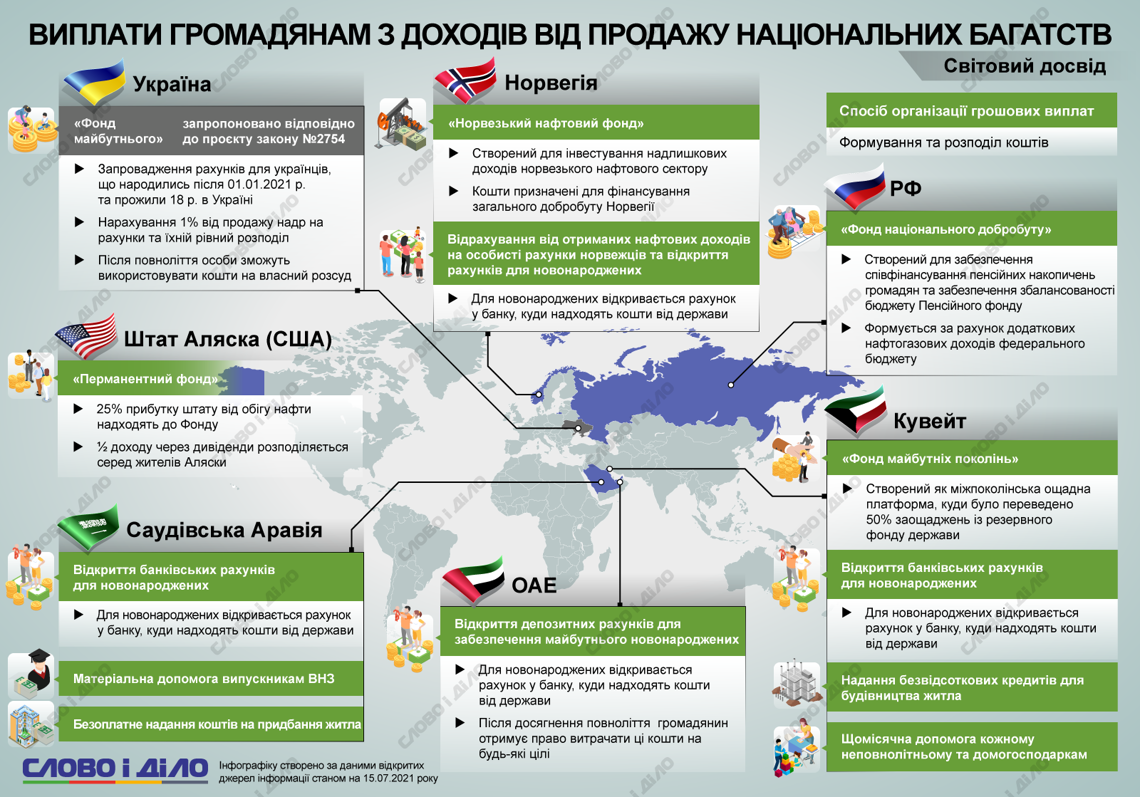 ВИПЛАТИ ГРОМАДЯНАМ З ДОХОДІВ ВІД ПРОДАЖУ НАЦІОНАЛЬНИХ БАГАТСТВ
Світовий досвід
Україна
«Фонд майбутнього»
запропоновано відповідно
до проєкту закону №2754
Запровадження рахунків для українців,
що народились після 01.01.2021 р.
та прожили 18 р. в Україні
Нарахування 1% від продажу надр на
рахунки та їхній рівний розподіл
Після повноліття особи зможуть
використовувати кошти на власний розсуд
Норвегія
«Норвезький нафтовий фонд»
Створений для інвестування надлишкових
доходів норвезького нафтового сектору
Кошти призначені для фінансування
загального добробуту Норвегії
Відрахування від отриманих нафтових доходів
на особисті рахунки норвежців та відкриття
рахунків для новонароджених
Для новонароджених відкривається рахунок
у банку, куди надходять кошти від держави
Спосіб організації грошових виплат
Формування та розподіл коштів
РФ
«Фонд національного добробуту»
Створений для забезпечення
співфінансування пенсійних накопичень
громадян та забезпечення збалансованості
бюджету Пенсійного фонду
Формується за рахунок додаткових
нафтогазових доходів федерального
бюджету
Штат Аляска (США)
«Перманентний фонд»
25% прибутку штату від обігу нафти
надходять до Фонду
½ доходу через дивіденди розподіляється
серед жителів Аляски
Кувейт
«Фонд майбутніх поколінь»
Створений як міжпоколінська ощадна
платформа, куди було переведено
50% заощаджень із резервного
фонду держави
Відкриття банківських рахунків
для новонароджених
Для новонароджених відкривається
рахунок у банку, куди надходять кошти
від держави
Надання безвідсоткових кредитів для
будівництва житла
Щомісячна допомога кожному
неповнолітньому та домогосподаркам
Саудівська Аравія
Відкриття банківських рахунків
для новонароджених
Для новонароджених відкривається рахунок
у банку, куди надходять кошти від держави
Матеріальна допомога випускникам ВНЗ
Безоплатне надання коштів на придбання житла
ОАЕ
Відкриття депозитних рахунків для
забезпечення майбутнього новонароджених
Для новонароджених відкривається
рахунок у банку, куди надходять кошти
від держави
Після досягнення повноліття громадянин
отримує право витрачати ці кошти на
будь-які цілі
СЛОВО І ДІЛО
Інфографіку створено за даними відкритих
джерел інформації станом на 15.07.2021 року